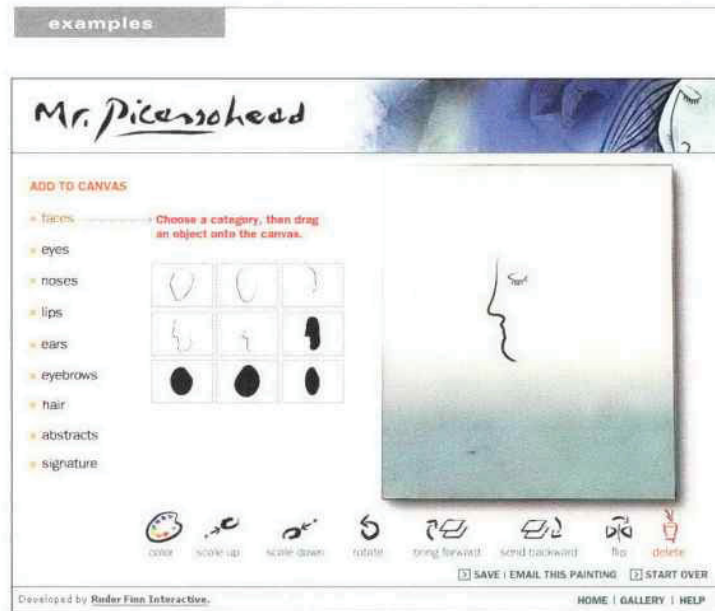 examples
Mr. Picassohead
ADD TO CANVAS
faces
Choose a category, then drag
an object onto the canvas.
eyes
noses
lips
ears
eyebrows
hair
abstracts
signature
color scale up scale down rotate bring forward send backward flip delete
SAVE | EMAIL THIS PAINTING START OVER
Developed by Ruder Finn Interactive. HOME | GALLERY | HELP